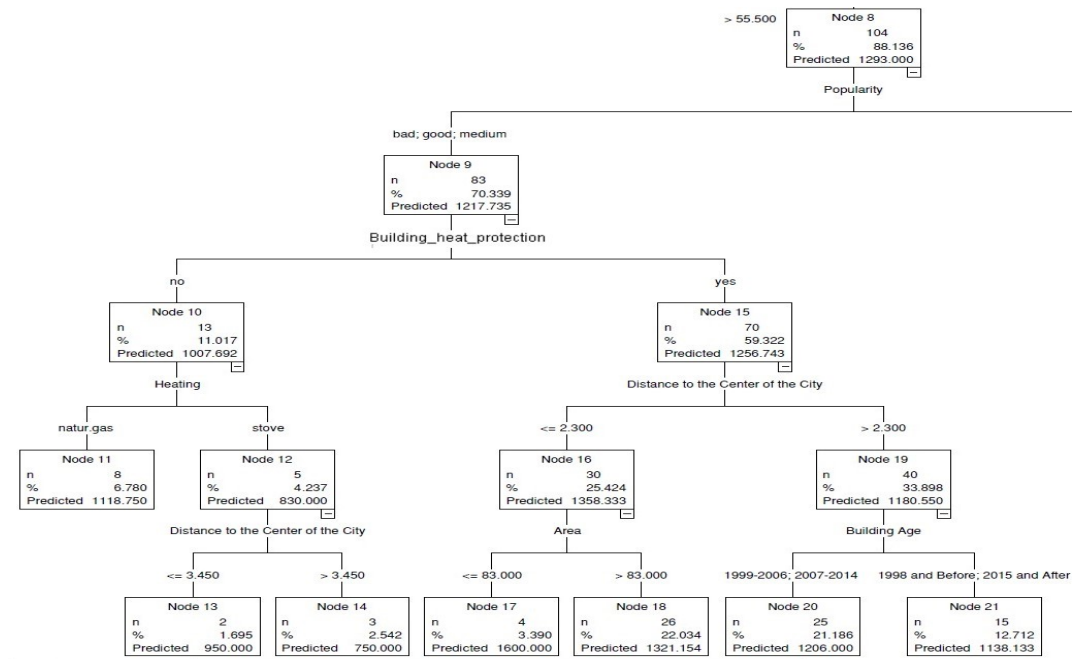 > 55.500
Node 8
n 104
% 88.136
Predicted 1293.000
Popularity
bad; good; medium
Node 9
n 83
% 70.339
Predicted 1217.735
Building_heat_protection
no
yes
Node 10
n 13
% 11.017
Predicted 1007.692
Node 15
n 70
% 59.322
Predicted 1256.743
Heating
Distance to the Center of the City
natur.gas
stove
<= 2.300
> 2.300
Node 11
n 8
% 6.780
Predicted 1118.750
Node 12
n 5
% 4.237
Predicted 830.000
Node 16
n 30
% 25.424
Predicted 1358.333
Node 19
n 40
% 33.898
Predicted 1180.550
Distance to the Center of the City
Area
Building Age
<= 3.450
> 3.450
<= 83.000
> 83.000
1999-2006; 2007-2014
1998 and Before; 2015 and After
Node 13
n 2
% 1.695
Predicted 950.000
Node 14
n 3
% 2.542
Predicted 750.000
Node 17
n 4
% 3.390
Predicted 1600.000
Node 18
n 26
% 22.034
Predicted 1321.154
Node 20
n 25
% 21.186
Predicted 1206.000
Node 21
n 15
% 12.712
Predicted 1138.133